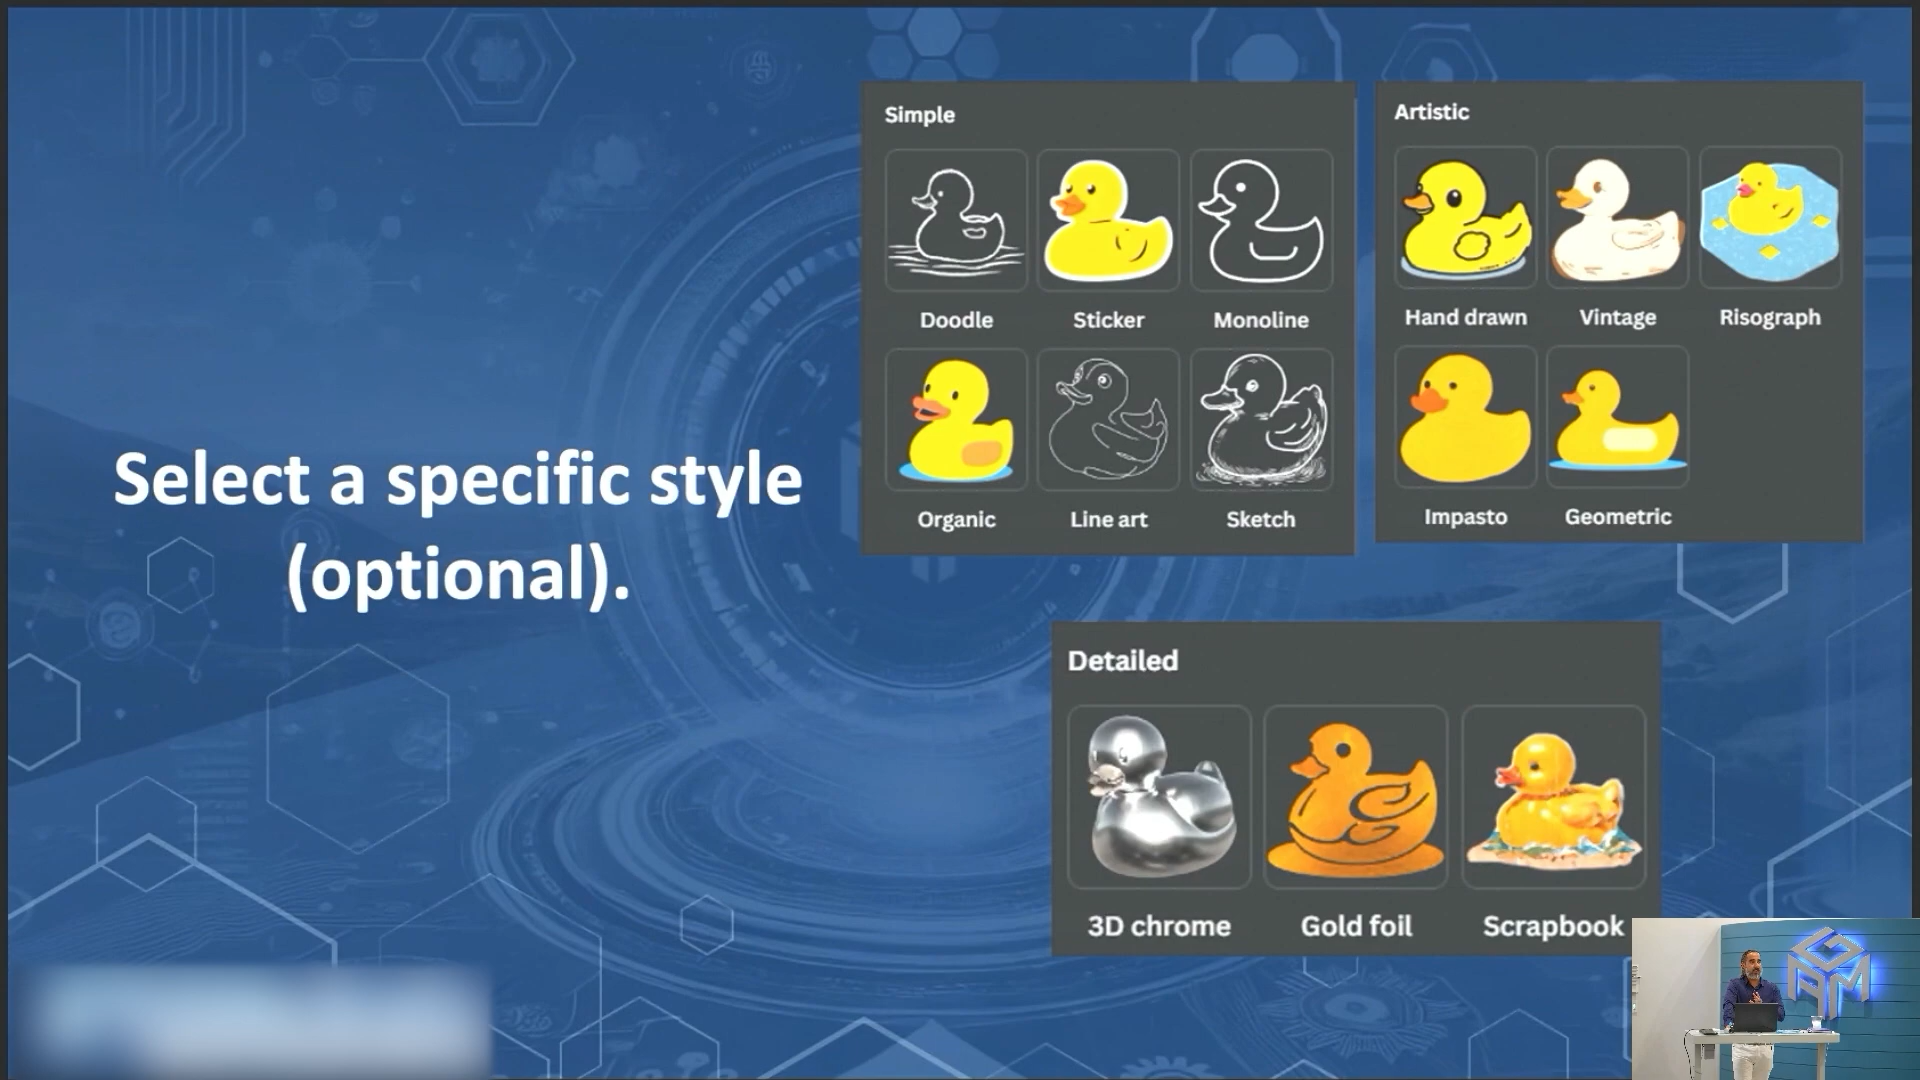 Select a specific style
(optional).
Simple
Doodle
Sticker
Monoline
Organic
Line art
Sketch
Artistic
Hand drawn
Vintage
Risograph
Impasto
Geometric
Detailed
3D chrome
Gold foil
Scrapbook